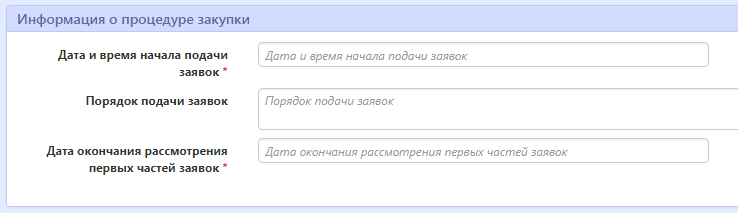 Информация о процедуре закупки
Дата и время начала подачи
заявок *
Дата и время начала подачи заявок
Порядок подачи заявок
Порядок подачи заявок
Дата окончания рассмотрения
первых частей заявок *
Дата окончания рассмотрения первых частей заявок